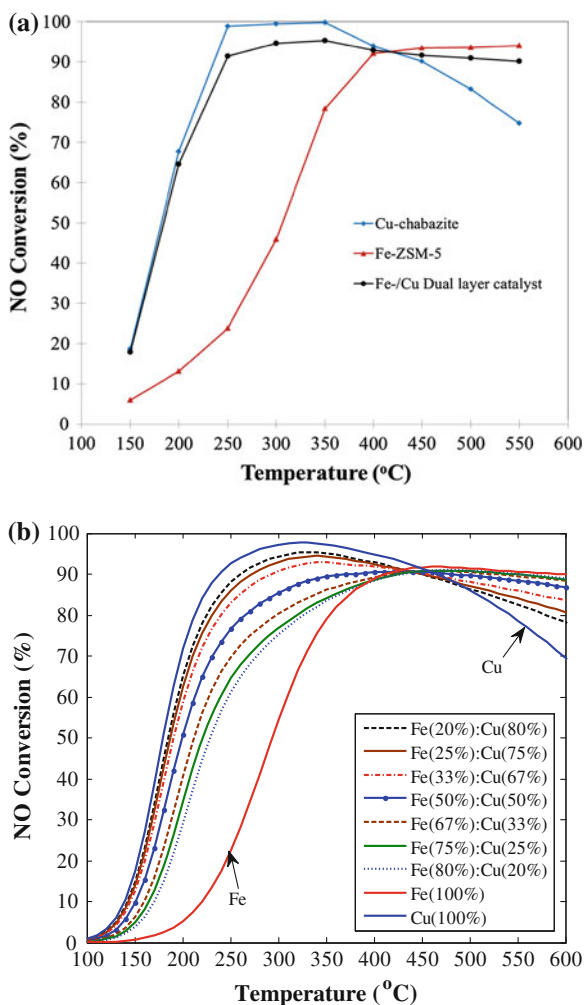 (a)
NO Conversion (%)
100
90
80
70
60
50
40
30
20
10
0
Cu-chabazite
Fe-ZSM-5
Fe-/Cu Dual layer catalyst
100 150 200 250 300 350 400 450 500 550 600
Temperature (°C)
(b)
NO Conversion (%)
100
90
80
70
60
50
40
30
20
10
0
Cu
Fe
Fe(20%):Cu(80%)
Fe(25%):Cu(75%)
Fe(33%):Cu(67%)
Fe(50%):Cu(50%)
Fe(67%):Cu(33%)
Fe(75%):Cu(25%)
Fe(80%):Cu(20%)
Fe(100%)
Cu(100%)
100 150 200 250 300 350 400 450 500 550 600
Temperature (°C)